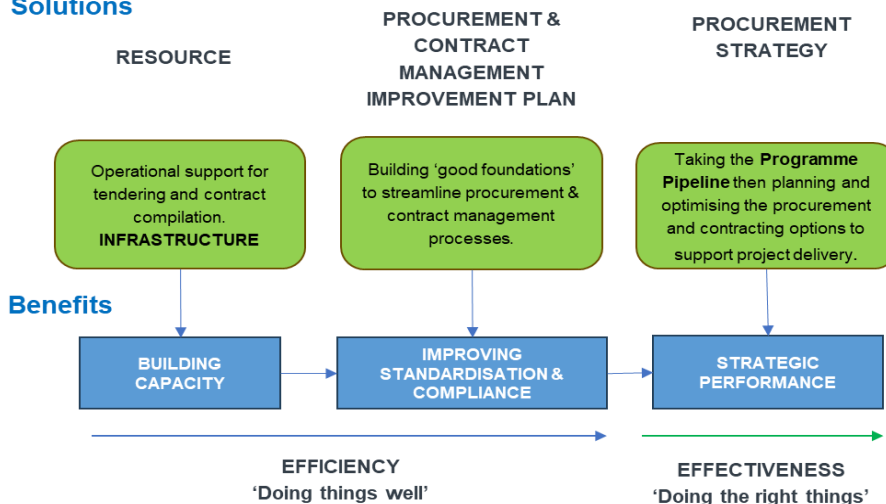 Solutions
RESOURCE
PROCUREMENT &
CONTRACT
MANAGEMENT
IMPROVEMENT PLAN
PROCUREMENT
STRATEGY
Operational support for
tendering and contract
compilation.
INFRASTRUCTURE
Building ‘good foundations’
to streamline procurement &
contract management
processes.
Taking the Programme
Pipeline then planning and
optimising the procurement
and contracting options to
support project delivery.
Benefits
BUILDING
CAPACITY
IMPROVING
STANDARDISATION &
COMPLIANCE
STRATEGIC
PERFORMANCE
EFFICIENCY
‘Doing things well’
EFFECTIVENESS
‘Doing the right things’